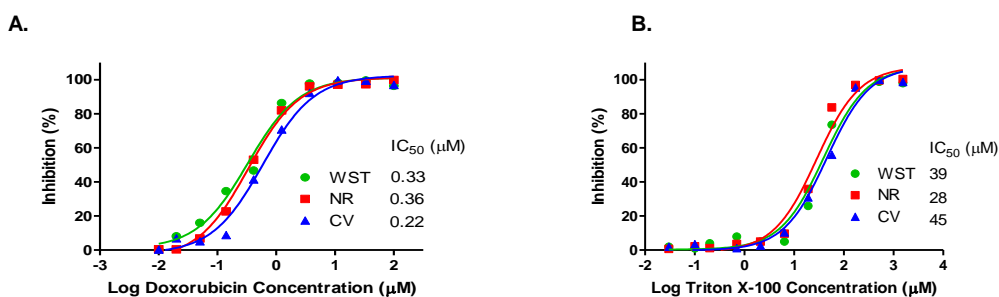 A.
B.
Inhibition (%)
100
80
60
40
20
0
-3
-2
-1
0
1
2
3
Log Doxorubicin Concentration (μM)
IC50 (μM)
WST 0.33
NR 0.36
CV 0.22
Inhibition (%)
100
80
60
40
20
0
-2
-1
0
1
2
3
4
Log Triton X-100 Concentration (μM)
IC50 (μM)
WST 39
NR 28
CV 45